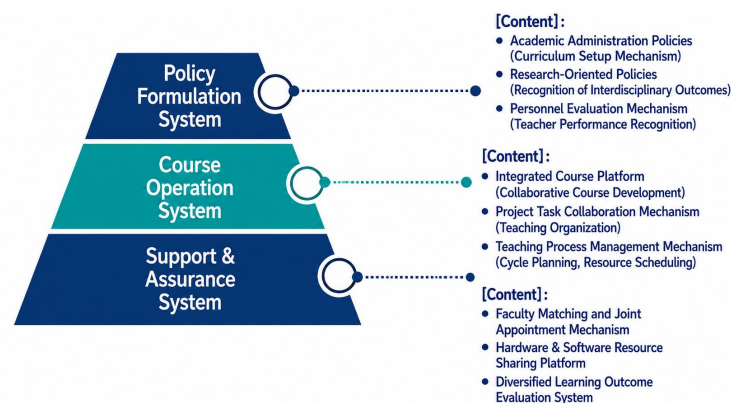 Policy
Formulation
System
[Content]:
• Academic Administration Policies
(Curriculum Setup Mechanism)
• Research-Oriented Policies
(Recognition of Interdisciplinary Outcomes)
• Personnel Evaluation Mechanism
(Teacher Performance Recognition)
Course
Operation
System
[Content]:
• Integrated Course Platform
(Collaborative Course Development)
• Project Task Collaboration Mechanism
(Teaching Organization)
• Teaching Process Management Mechanism
(Cycle Planning, Resource Scheduling)
Support &
Assurance
System
[Content]:
• Faculty Matching and Joint
Appointment Mechanism
• Hardware & Software Resource
Sharing Platform
• Diversified Learning Outcome
Evaluation System